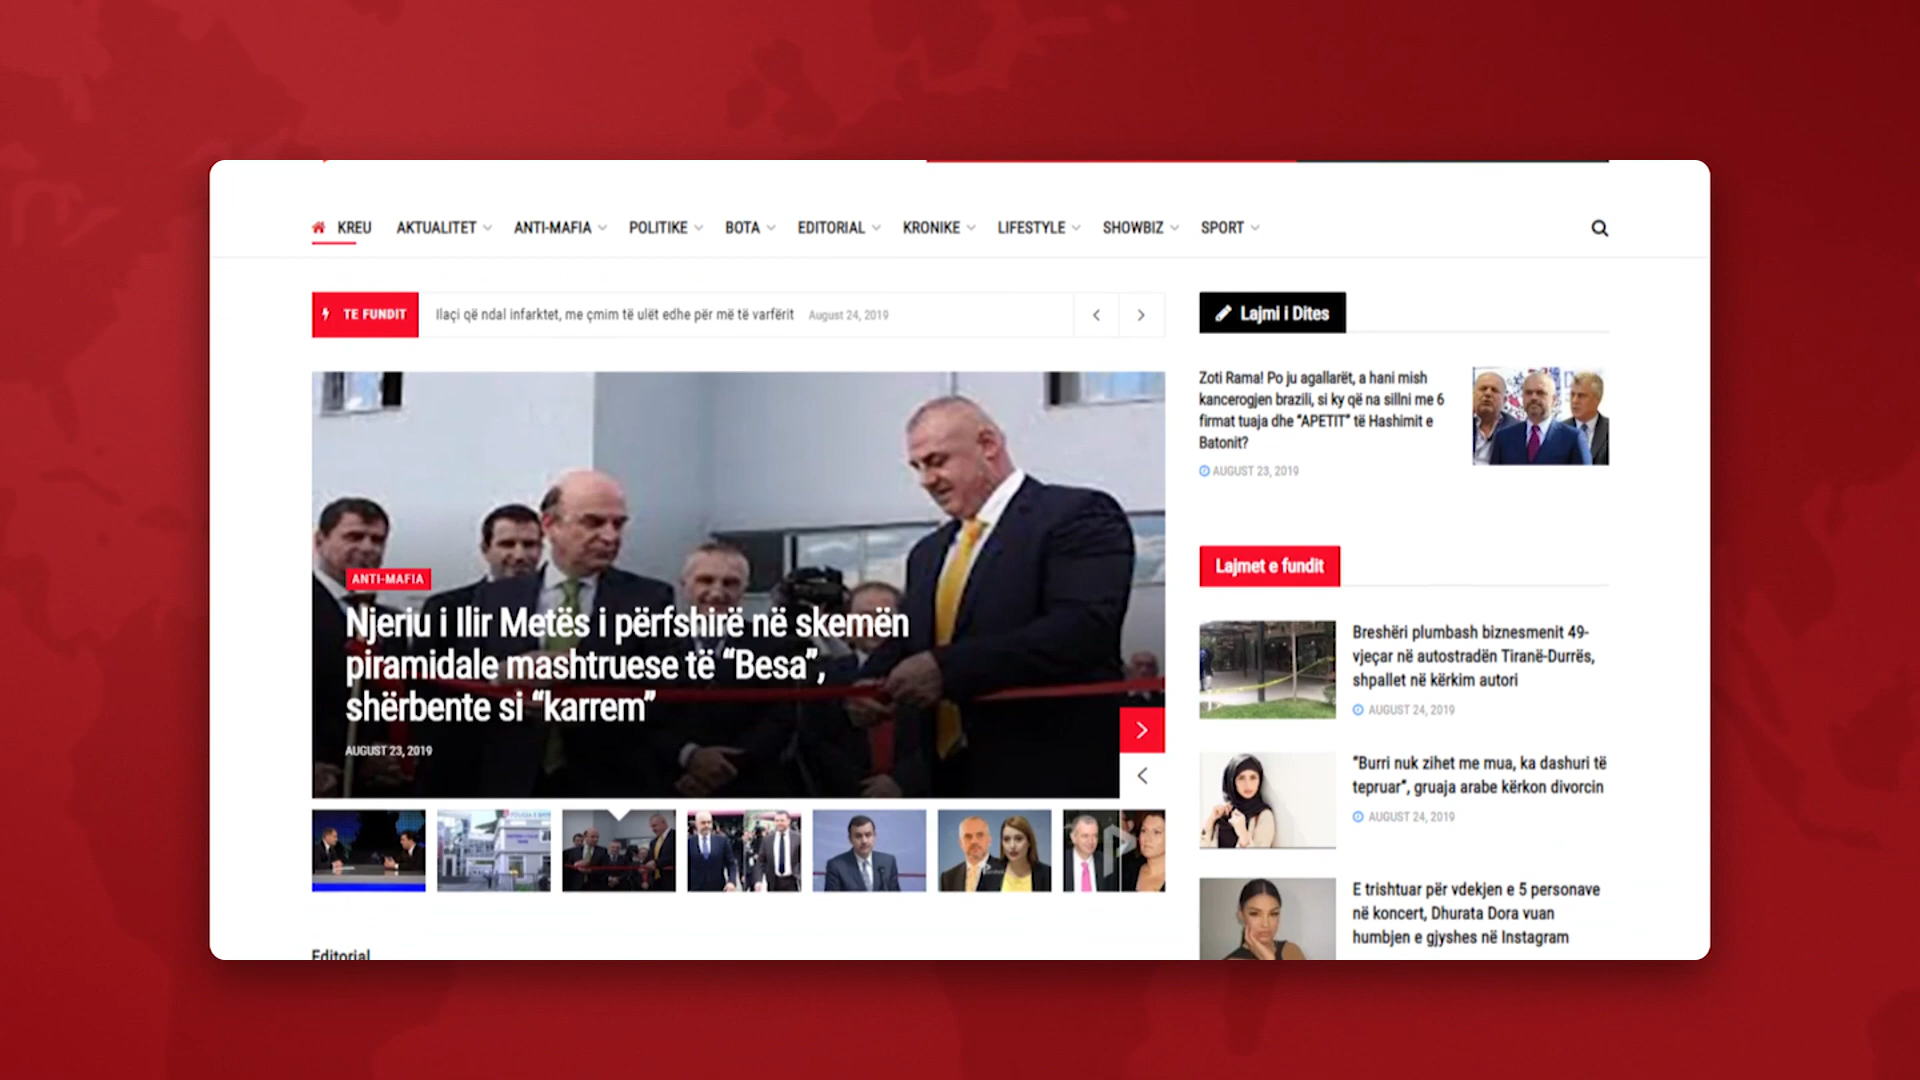 KREU AKTUALITET ANTI-MAFIA POLITIKE BOTA EDITORIAL KRONIKE LIFESTYLE SHOWBIZ SPORT
TE FUNDIT
Ilaçi që ndal infarktet, me çmim të ulët edhe për më të varfërit August 24, 2019
ANTI-MAFIA
Njeriu i Ilir Metës i përfshirë në skemën
piramidale mashtruese të “Besa”,
shërbente si “karrem”
AUGUST 23, 2019
Editorial
Lajmi i Dites
Zoti Rama! Po ju agallarët, a hani mish
kancerogjen brazili, si ky që na sillni me 6
firmat tuaja dhe “APETIT” të Hashimit e
Batonit?
AUGUST 23, 2019
Lajmet e fundit
Breshëri plumbash biznesmenit 49-
vjeçar në autostradën Tiranë-Durrës,
shpallet në kërkim autori
AUGUST 24, 2019
“Burri nuk zihet me mua, ka dashuri të
tepruar”, gruaja arabe kërkon divorcin
AUGUST 24, 2019
E trishtuar për vdekjen e 5 personave
në koncert, Dhurata Dora vuan
humbjen e gjyshes në Instagram